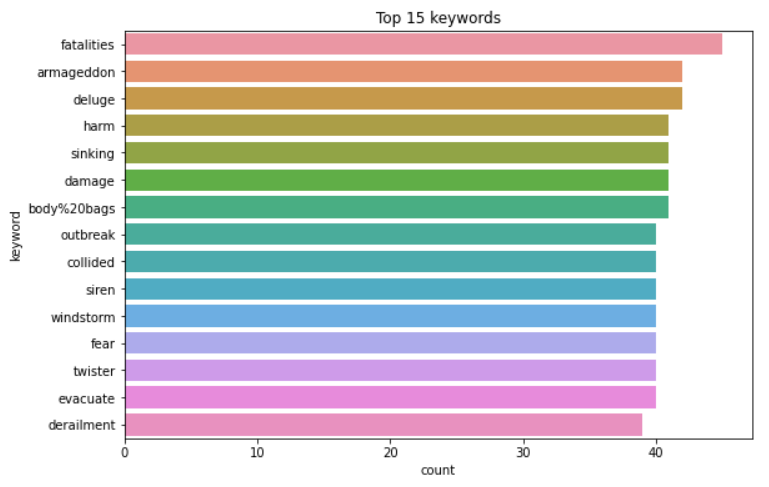 Top 15 keywords
keyword
fatalities
armageddon
deluge
harm
sinking
damage
body%20bags
outbreak
collided
siren
windstorm
fear
twister
evacuate
derailment
0 10 20 30 40
count